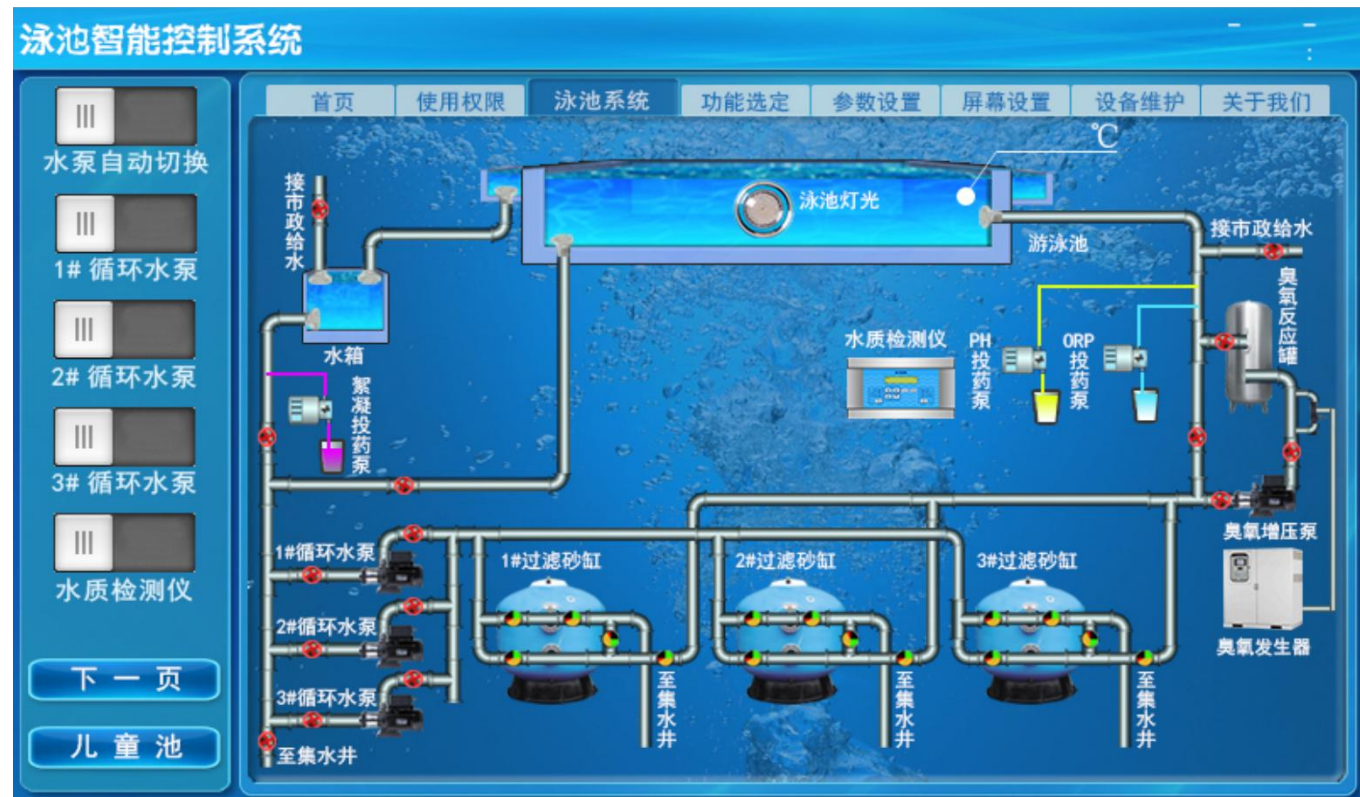 泳池智能控制系统
水泵自动切换
1# 循环水泵
2# 循环水泵
3# 循环水泵
水质检测仪
下一页
儿童池
首页
使用权限
泳池系统
功能选定
参数设置
屏幕设置
设备维护
关于我们
℃
接市政给水
泳池灯光
游泳池
接市政给水
水箱
絮凝投药泵
水质检测仪
PH投药泵
ORP投药泵
臭氧反应罐
臭氧增压泵
臭氧发生器
1#循环水泵
2#循环水泵
3#循环水泵
1#过滤砂缸
2#过滤砂缸
3#过滤砂缸
至集水井
至集水井
至集水井
至集水井